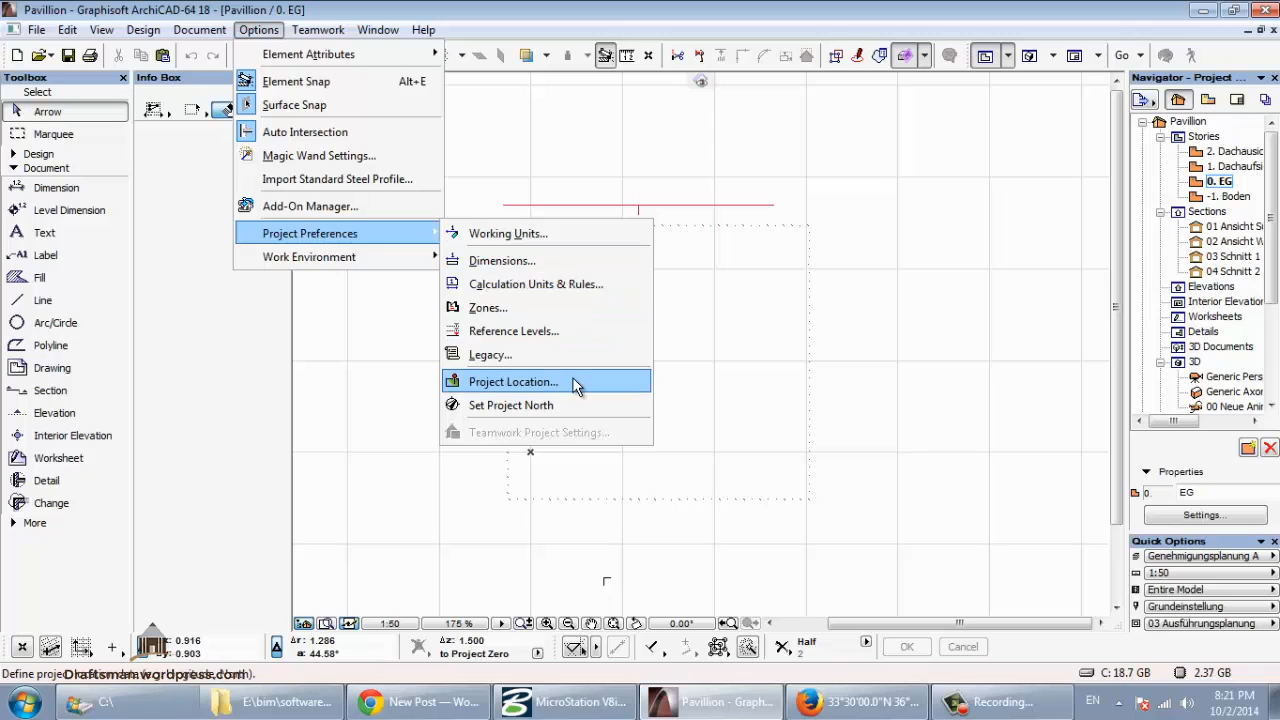 Pavillion / Graphisoft ArchiCAD-64 18 - [Pavillion / 0. EG]
File Edit View Design Document Options Teamwork Window Help
Go
Toolbox
Select
Arrow
Marquee
Design
Document
Dimension
Level Dimension
Text
Label
Fill
Line
Arc/Circle
Polyline
Drawing
Section
Elevation
Interior Elevation
Worksheet
Detail
Change
More
Info Box
Element Attributes
Element Snap Alt+E
Surface Snap
Auto Intersection
Magic Wand Settings...
Import Standard Steel Profile...
Add-On Manager...
Project Preferences
Work Environment
Working Units...
Dimensions...
Calculation Units & Rules...
Zones...
Reference Levels...
Legacy...
Project Location...
Set Project North
Teamwork Project Settings...
Navigator - Project
Pavillion
Stories
2. Dachausic
1. Dachaufsi
0. EG
-1. Boden
Sections
01 Ansicht S
02 Ansicht W
03 Schnitt 1
04 Schnitt 2
Elevations
Interior Elevation
Worksheets
Details
3D Documents
3D
Generic Pers
Generic Axon
00 Neue Ani
Properties
0. EG
Settings...
Quick Options
Genehmigungsplanung A
1:50
Entire Model
Grundeinstellung
03 Ausführungsplanung
1:50 175 % 0.00°
x: 0.916
y: 0.903
Δr: 1.286
a: 44.58°
Δz: 1.500
to Project Zero
Half
2
OK Cancel
Draftsman.wordpress.com
C: 18.7 GB 2.37 GB
C:\ E:\bim\software... New Post — Wo... MicroStation V8i... Pavillion - Graph... 33°30'00.0"N 36°... Recording...
EN
8:21 PM
10/2/2014